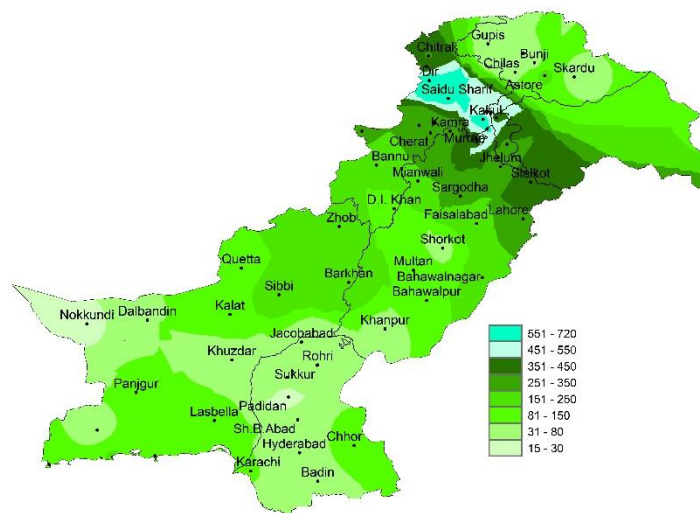 Gupis
Chitral
Bunji
Chilas
Skardu
Dir
Astore
Saidu Sharif
Kakul
Kamra
Cherat
Murree
Bannu
Jhelum
Mianwali
Sialkot
Sargodha
D.I. Khan
Lahore
Zhob
Faisalabad
Shorkot
Quetta
Multan
Sibbi
Barkhan
Bahawalnagar
Bahawalpur
Nokkundi
Dalbandin
Kalat
Khanpur
Jacobabad
Khuzdar
Rohri
Sukkur
Panjgur
Lasbella
Padidan
Sh.B.Abad
Hyderabad
Chhor
Karachi
Badin
551 - 720
451 - 550
351 - 450
251 - 350
151 - 250
81 - 150
31 - 80
15 - 30